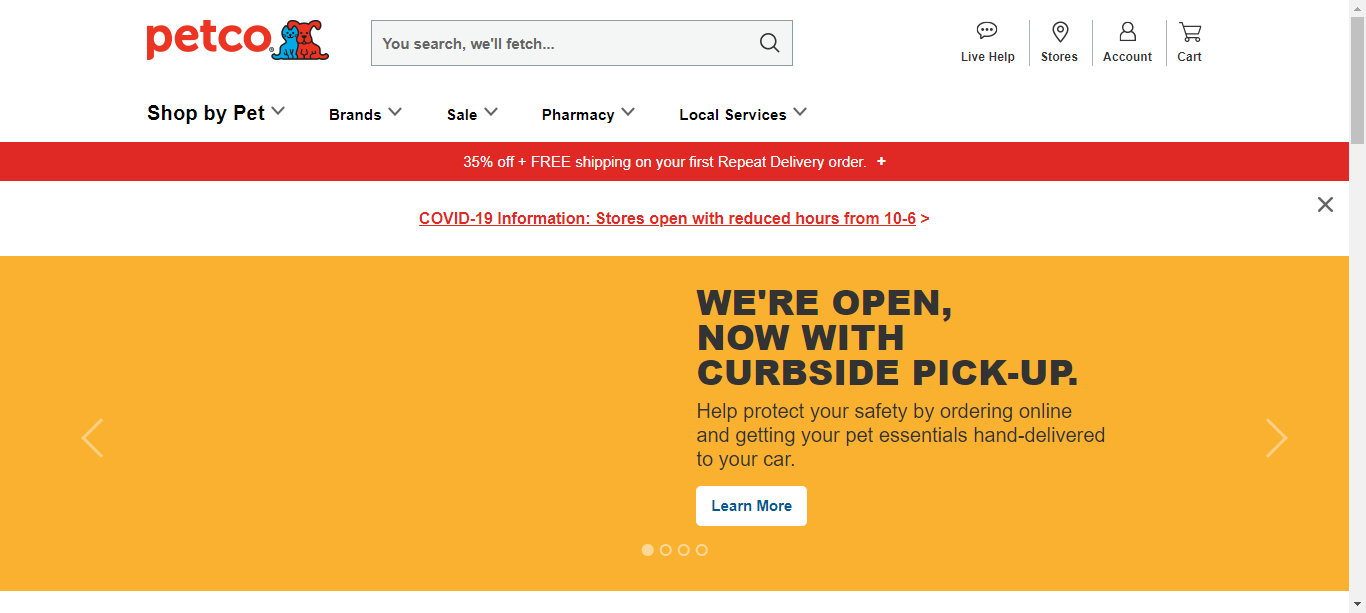 petco
You search, we'll fetch...
Live Help
Stores
Account
Cart
Shop by Pet
Brands
Sale
Pharmacy
Local Services
35% off + FREE shipping on your first Repeat Delivery order. +
COVID-19 Information: Stores open with reduced hours from 10-6 >
WE'RE OPEN,
NOW WITH
CURBSIDE PICK-UP.
Help protect your safety by ordering online
and getting your pet essentials hand-delivered
to your car.
Learn More